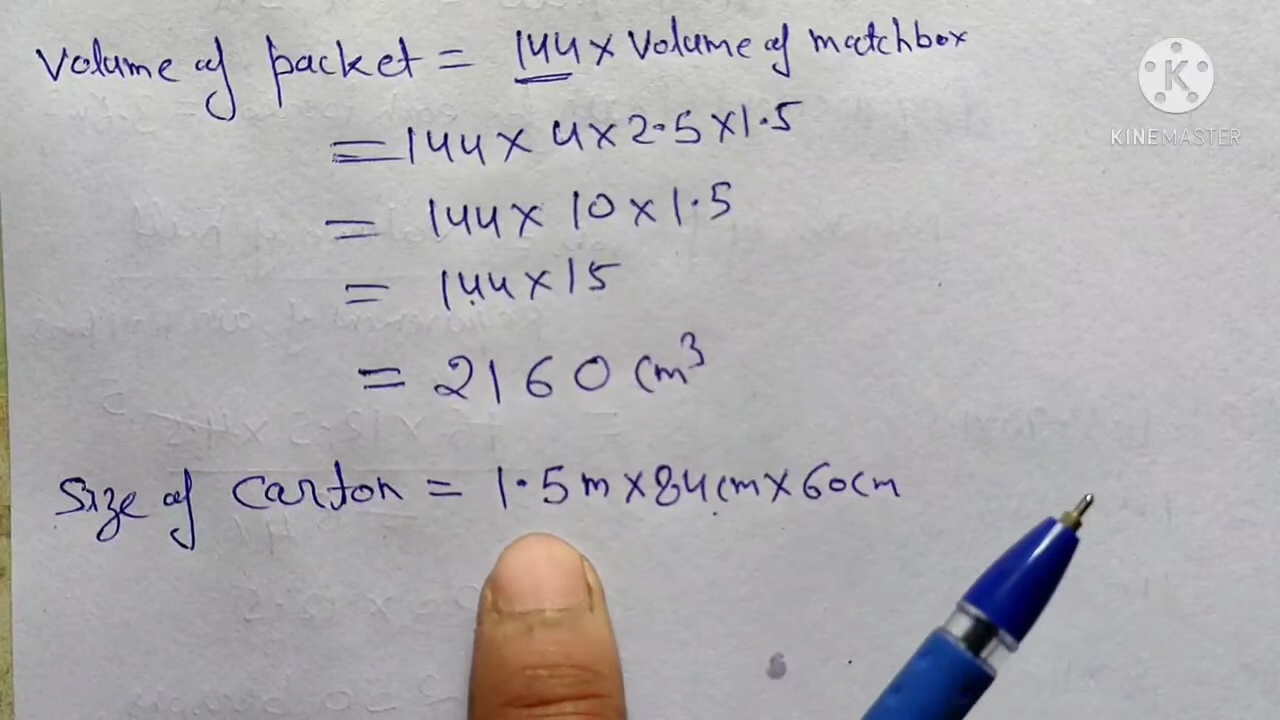 Volume of packet = 144 x Volume of matchbox
= 144 x 4 x 2.5 x 1.5
= 144 x 10 x 1.5
= 144 x 15
= 2160 cm³
Size of carton = 1.5 m x 84 cm x 60 cm
K
KINEMASTER